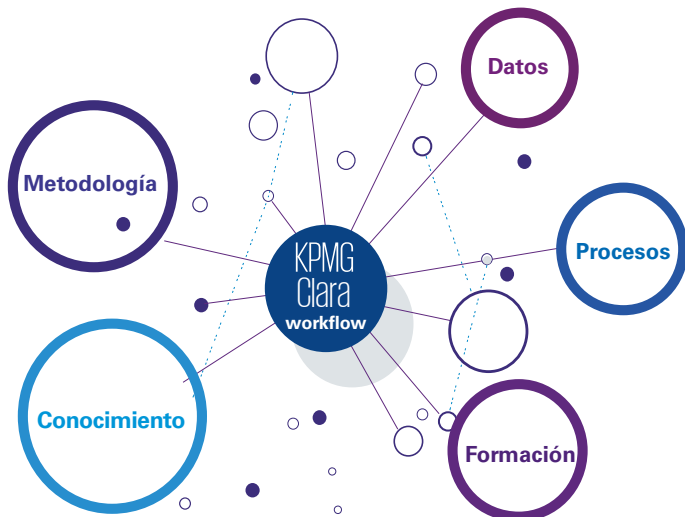 Datos
Metodología
Procesos
KPMG
Clara
workflow
Conocimiento
Formación